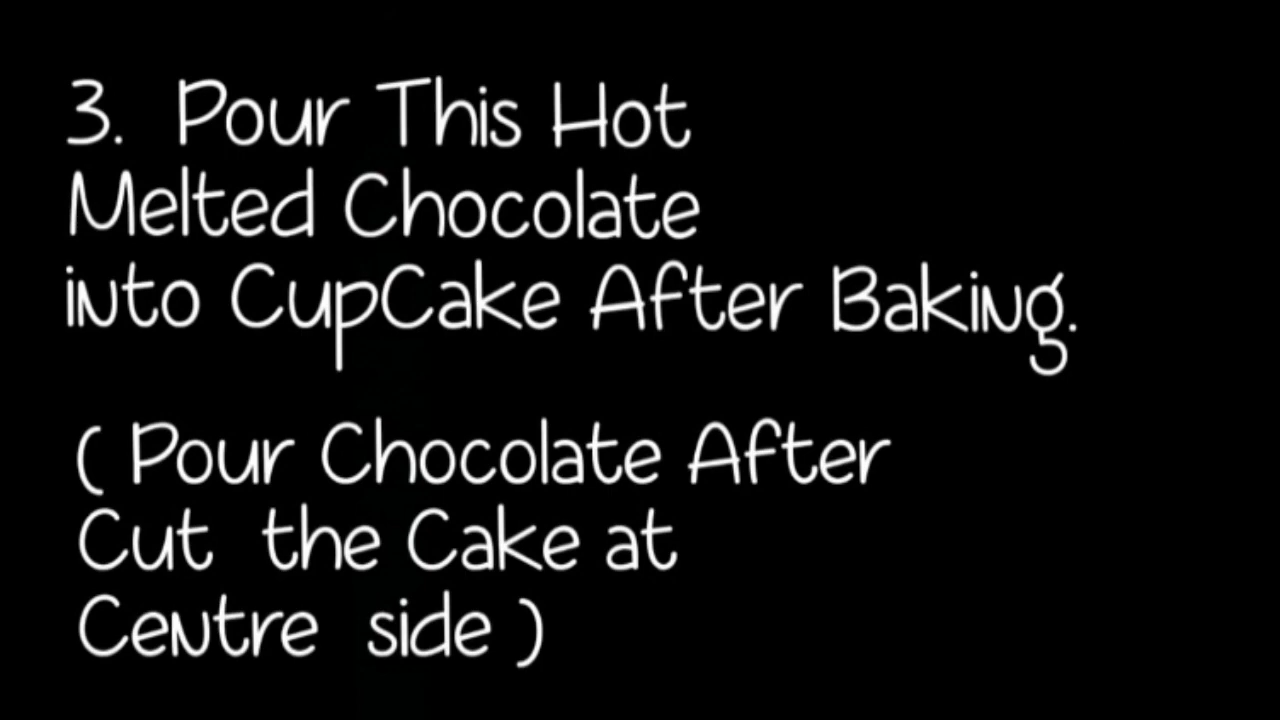 3. Pour This Hot
Melted Chocolate
into CupCake After Baking.
( Pour Chocolate After
Cut the Cake at
Centre side )